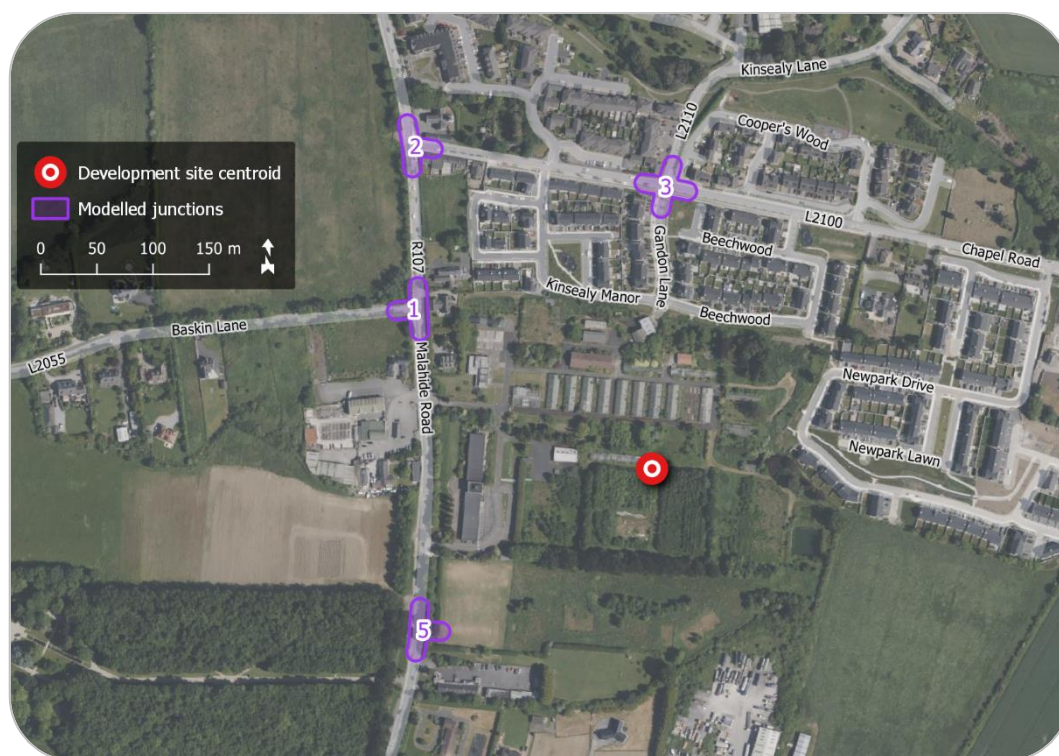 Kinsealy Lane
L2110
Cooper's Wood
2
Development site centroid
3
Modelled junctions
L2100
0 50 100 150 m
Gandon Lane
Beechwood
Chapel Road
R107
Kinsealy Manor
1
Beechwood
Baskin Lane
L2055
Malahide Road
Newpark Drive
Newpark Lawn
5